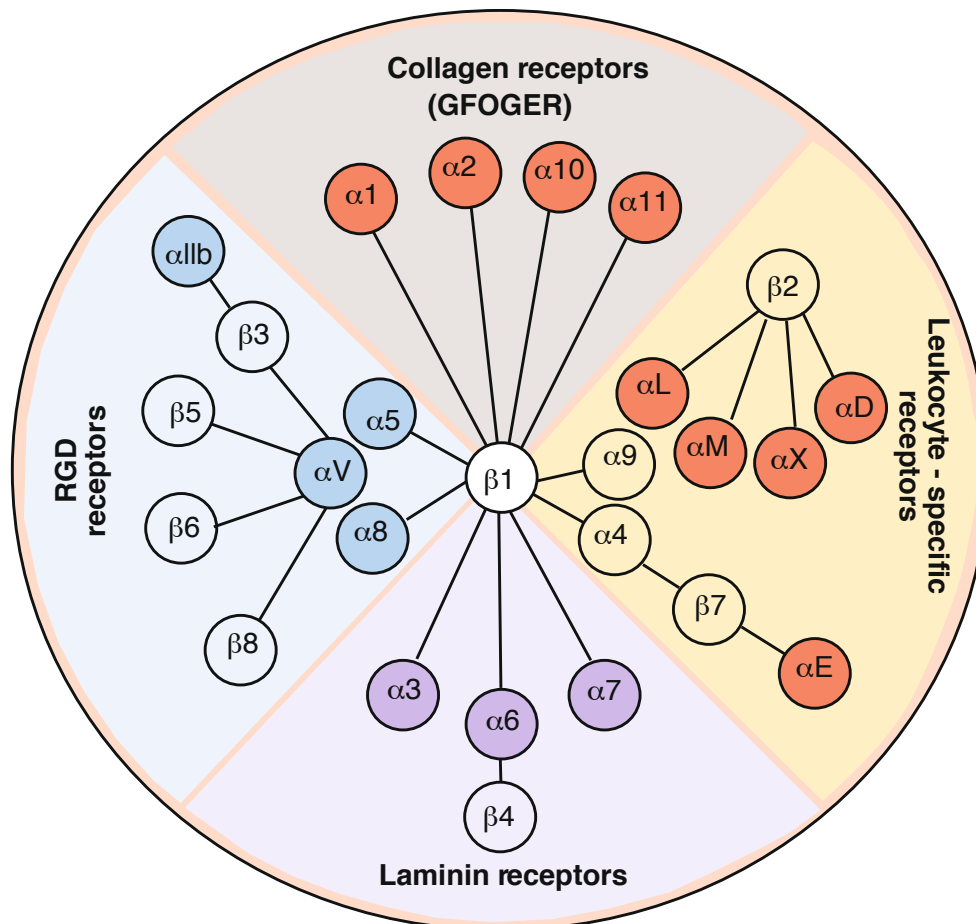 Collagen receptors
(GFOGER)
α1
α2
α10
α11
RGD
receptors
αIIb
β3
β5
αV
β6
β8
α5
α8
β1
Leukocyte - specific
receptors
β2
αL
αM
αX
αD
α9
α4
β7
αE
α3
α6
α7
β4
Laminin receptors